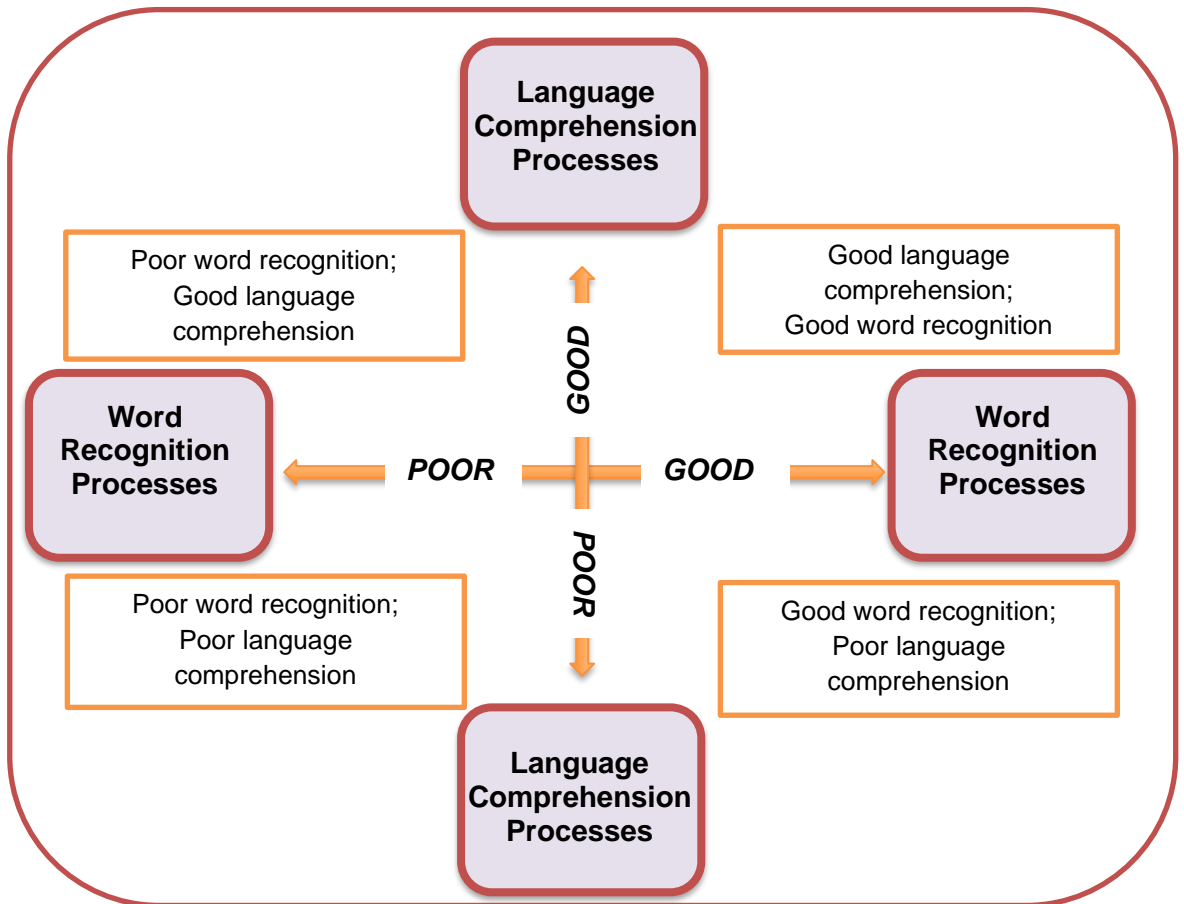 Language
Comprehension
Processes
Poor word recognition;
Good language
comprehension
Good language
comprehension;
Good word recognition
GOOD
Word
Recognition
Processes
POOR
GOOD
Word
Recognition
Processes
POOR
Poor word recognition;
Poor language
comprehension
Good word recognition;
Poor language
comprehension
Language
Comprehension
Processes